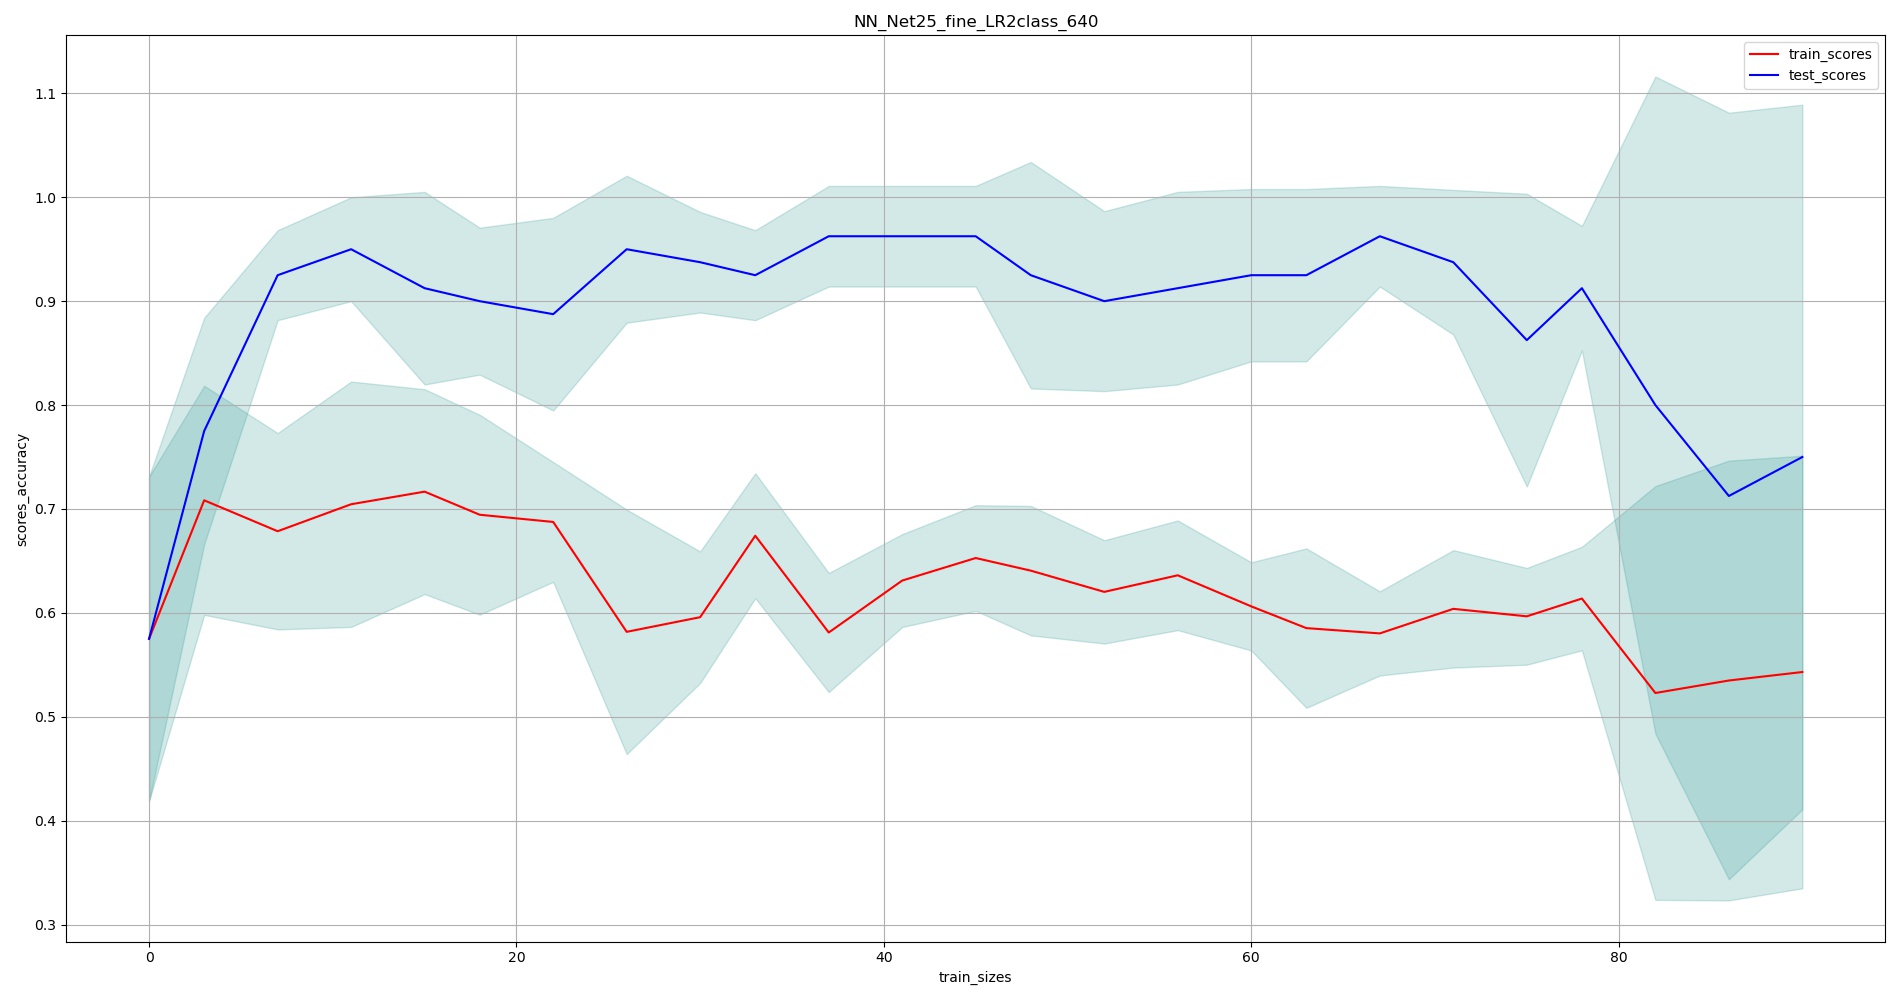 NN_Net25_fine_LR2class_640
train_scores
test_scores
1.1
1.0
0.9
0.8
0.7
0.6
0.5
0.4
0.3
scores_accuracy
0 20 40 60 80
train_sizes